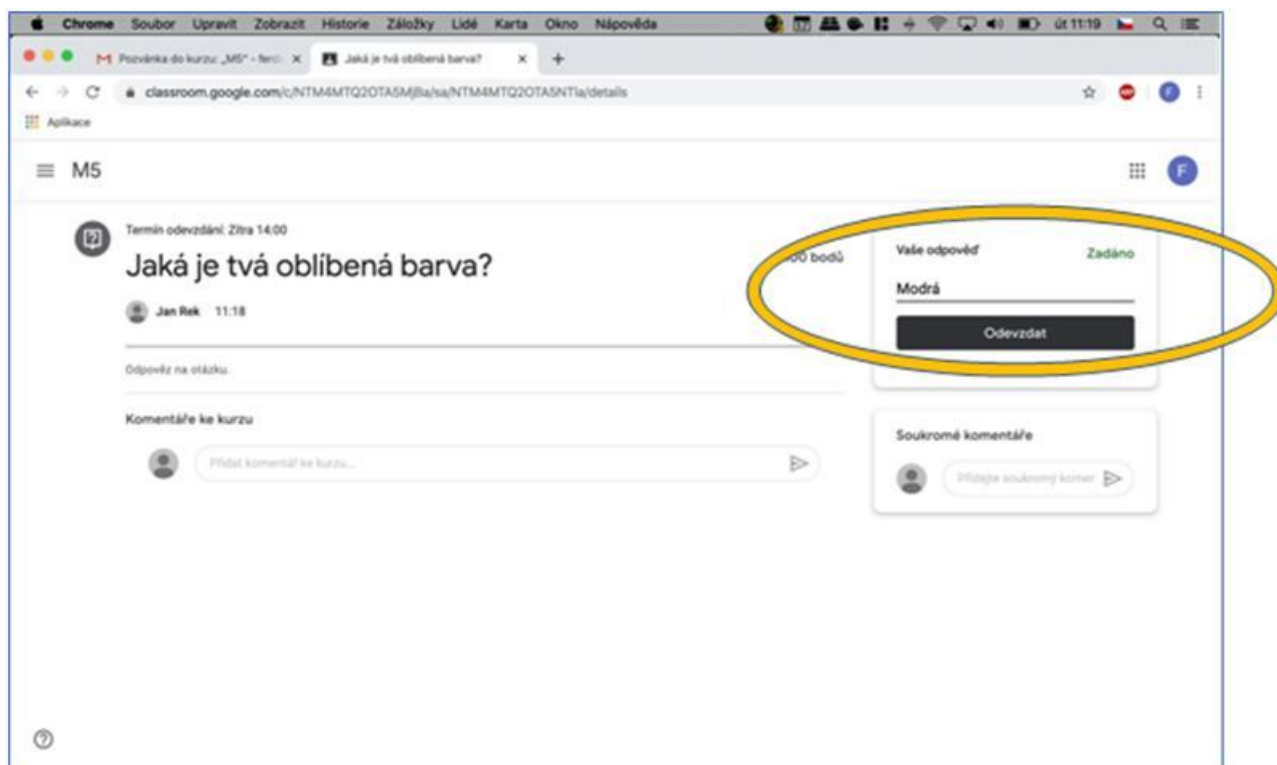 Chrome Soubor Upravit Zobrazit Historie Záložky Lidé Karta Okno Nápověda út 11:19
Pozvánka do kurzu: „M5“ - ferd Jaká je tvá oblíbená barva?
classroom.google.com/c/NTM4MTQ2OTA5MjBa/sa/NTM4MTQ2OTA5NTla/details
Aplikace
M5
F
Termín odevzdání: Zítra 14:00
Jaká je tvá oblíbená barva?
00 bodů
Jan Rek 11:18
Odpověz na otázku.
Komentáře ke kurzu
Přidat komentář ke kurzu...
Vaše odpověď Zadáno
Modrá
Odevzdat
Soukromé komentáře
Přidejte soukromý komen